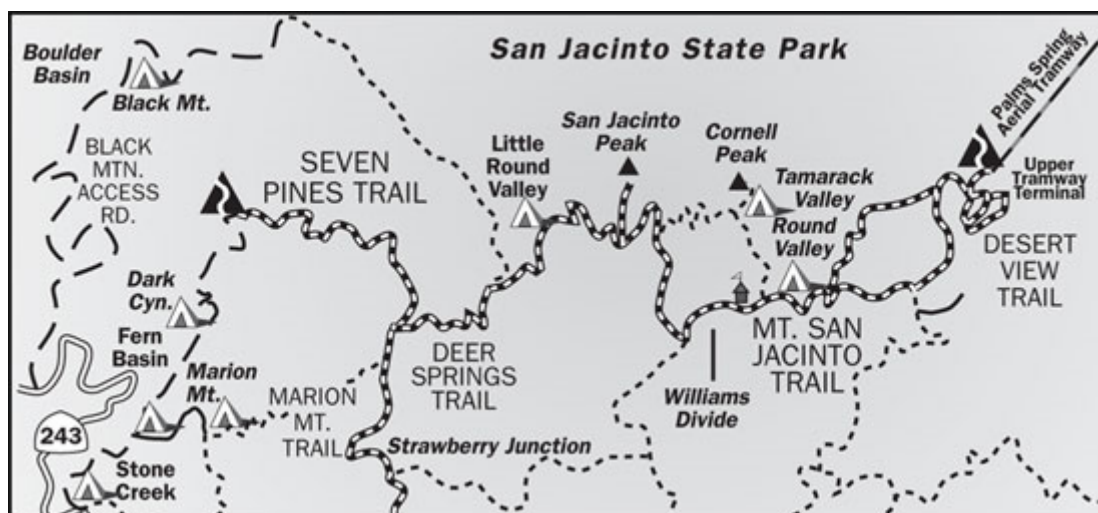 San Jacinto State Park
Boulder
Basin
Black Mt.
BLACK
MTN.
ACCESS
RD.
SEVEN
PINES TRAIL
Little
Round
Valley
San Jacinto
Peak
Cornell
Peak
Tamarack
Valley
Round
Valley
Palms Spring
Aerial Tramway
Upper
Tramway
Terminal
DESERT
VIEW
TRAIL
Dark
Cyn.
Fern
Basin
Marion
Mt.
MARION
MT.
TRAIL
DEER
SPRINGS
TRAIL
MT. SAN
JACINTO
TRAIL
Williams
Divide
Strawberry Junction
243
Stone
Creek